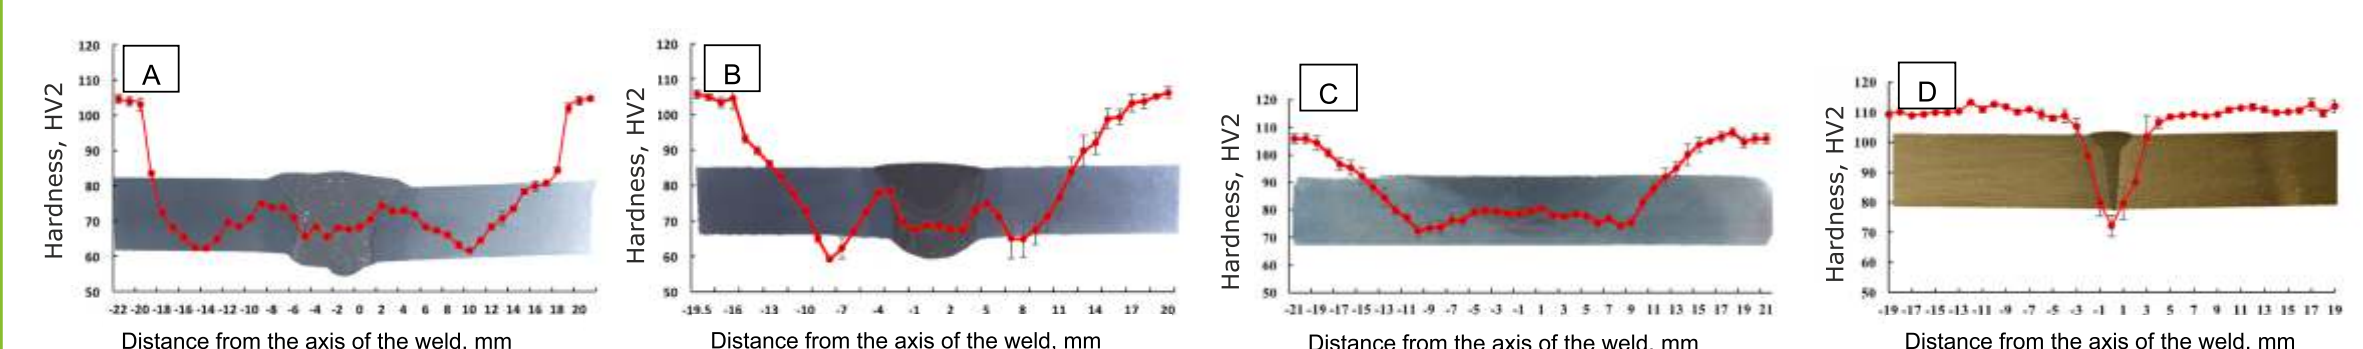 A
Hardness, HV2
120
110
100
90
80
70
60
50
-22 -20 -18 -16 -14 -12 -10 -8 -6 -4 -2 0 2 4 6 8 10 12 14 16 18 20
Distance from the axis of the weld, mm
B
Hardness, HV2
120
110
100
90
80
70
60
50
-19.5 -16 -13 -10 -7 -4 -1 2 5 8 11 14 17 20
Distance from the axis of the weld, mm
C
Hardness, HV2
120
110
100
90
80
70
60
50
-21 -19 -17 -15 -13 -11 -9 -7 -5 -3 -1 1 3 5 7 9 11 13 15 17 19 21
Distance from the axis of the weld, mm
D
Hardness, HV2
120
110
100
90
80
70
60
50
-19 -17 -15 -13 -11 -9 -7 -5 -3 -1 1 3 5 7 9 11 13 15 17 19
Distance from the axis of the weld, mm